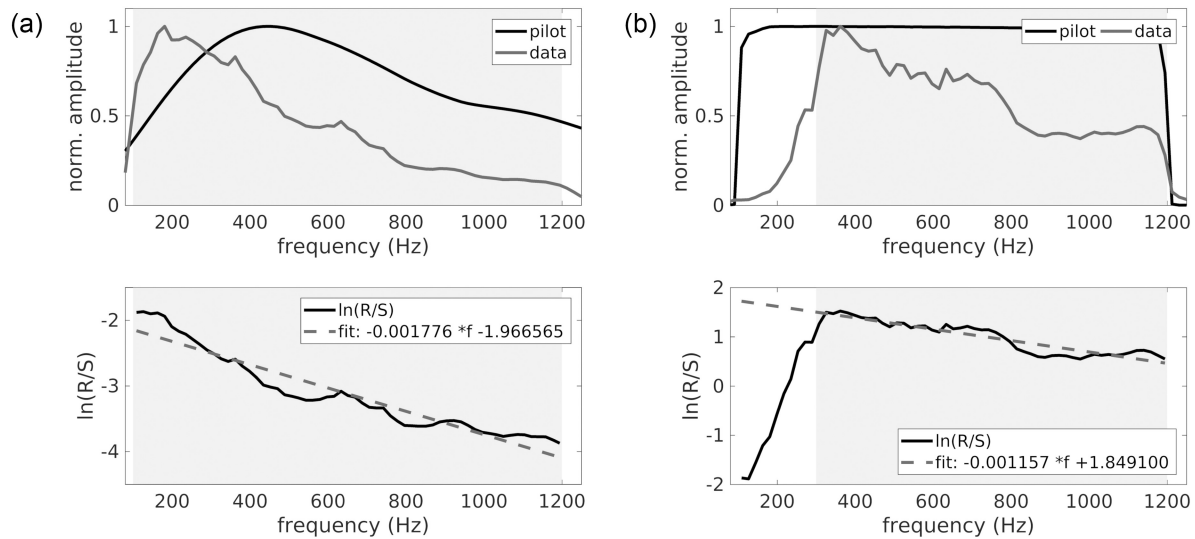 (a)
norm. amplitude
1
0.5
0
pilot
data
200 400 600 800 1000 1200
frequency (Hz)
ln(R/S)
-2
-3
-4
ln(R/S)
fit: -0.001776 *f -1.966565
200 400 600 800 1000 1200
frequency (Hz)
(b)
norm. amplitude
1
0.5
0
pilot data
200 400 600 800 1000 1200
frequency (Hz)
ln(R/S)
2
1
0
-1
-2
ln(R/S)
fit: -0.001157 *f +1.849100
200 400 600 800 1000 1200
frequency (Hz)